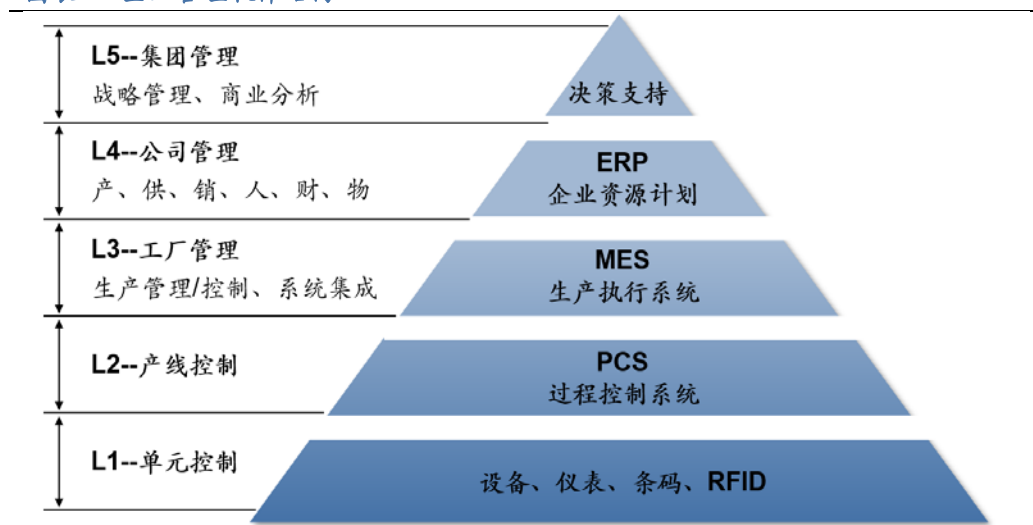 L5--集团管理
战略管理、商业分析
决策支持
L4--公司管理
产、供、销、人、财、物
ERP
企业资源计划
L3--工厂管理
生产管理/控制、系统集成
MES
生产执行系统
L2--产线控制
PCS
过程控制系统
L1--单元控制
设备、仪表、条码、RFID